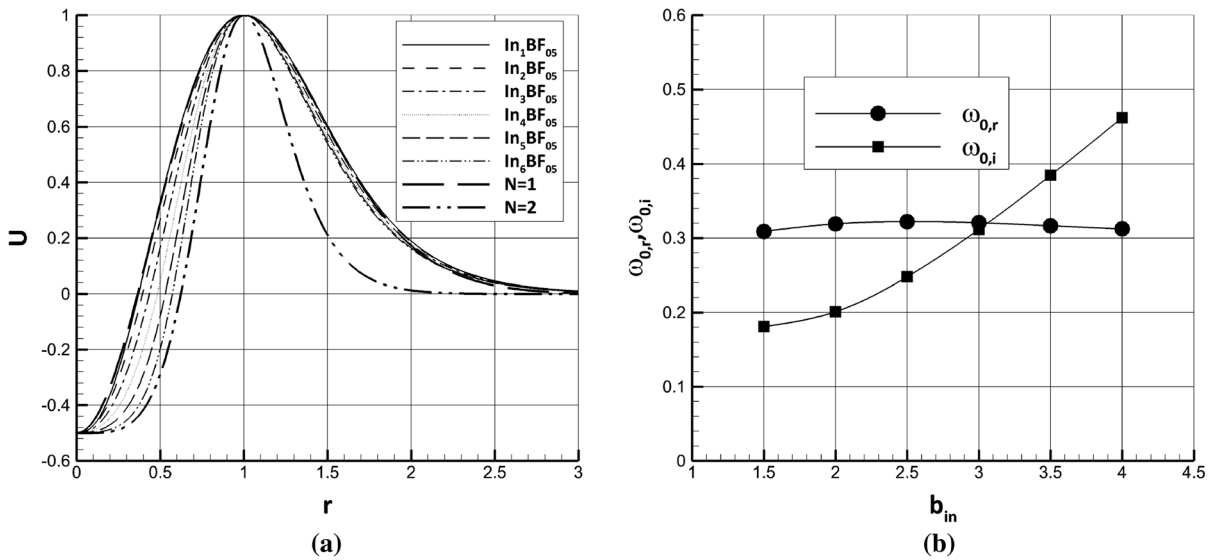 1
0.8
0.6
0.4
0.2
0
-0.2
-0.4
-0.6
U
0 0.5 1 1.5 2 2.5 3
r
In₁BF₀₅
In₂BF₀₅
In₃BF₀₅
In₄BF₀₅
In₅BF₀₅
In₆BF₀₅
N=1
N=2
(a)
0.6
0.5
0.4
0.3
0.2
0.1
0
ω₀,ᵣ,ω₀,ᵢ
1 1.5 2 2.5 3 3.5 4 4.5
b_in
ω₀,ᵣ
ω₀,ᵢ
(b)